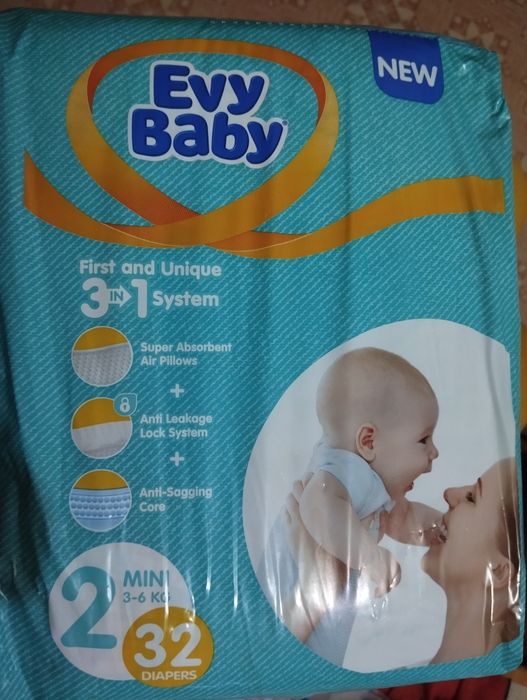 Evy
Baby
NEW
First and Unique
3 IN 1 System
Super Absorbent
Air Pillows
+
Anti Leakage
Lock System
+
Anti-Sagging
Core
2 MINI
3-6 KG
32
DIAPERS